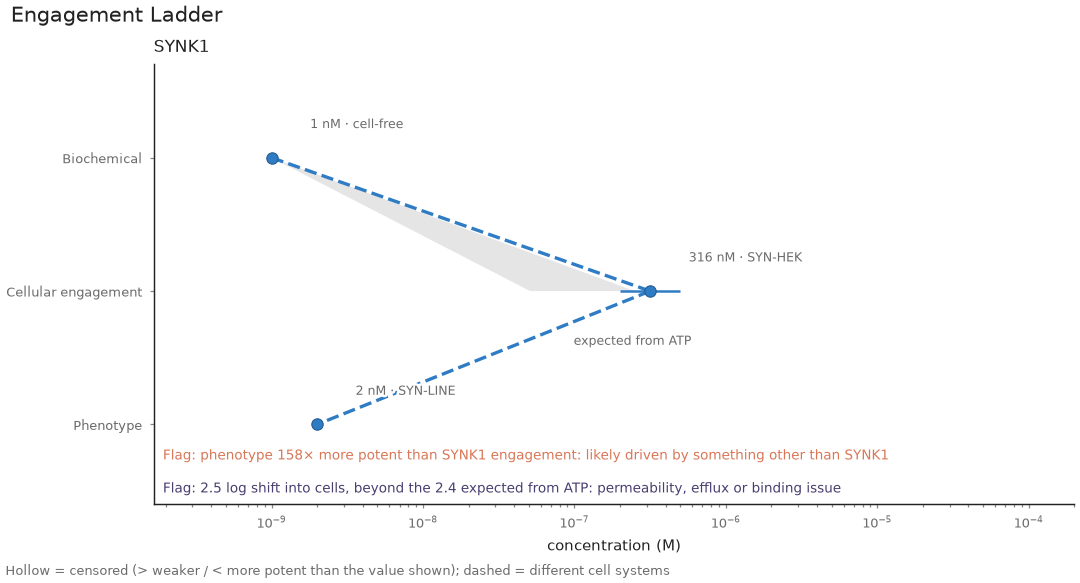 Engagement Ladder
SYNK1
1 nM · cell-free
Biochemical
316 nM · SYN-HEK
Cellular engagement
expected from ATP
2 nM · SYN-LINE
Phenotype
Flag: phenotype 158× more potent than SYNK1 engagement: likely driven by something other than SYNK1
Flag: 2.5 log shift into cells, beyond the 2.4 expected from ATP: permeability, efflux or binding issue
10⁻⁹ 10⁻⁸ 10⁻⁷ 10⁻⁶ 10⁻⁵ 10⁻⁴
concentration (M)
Hollow = censored (> weaker / < more potent than the value shown); dashed = different cell systems